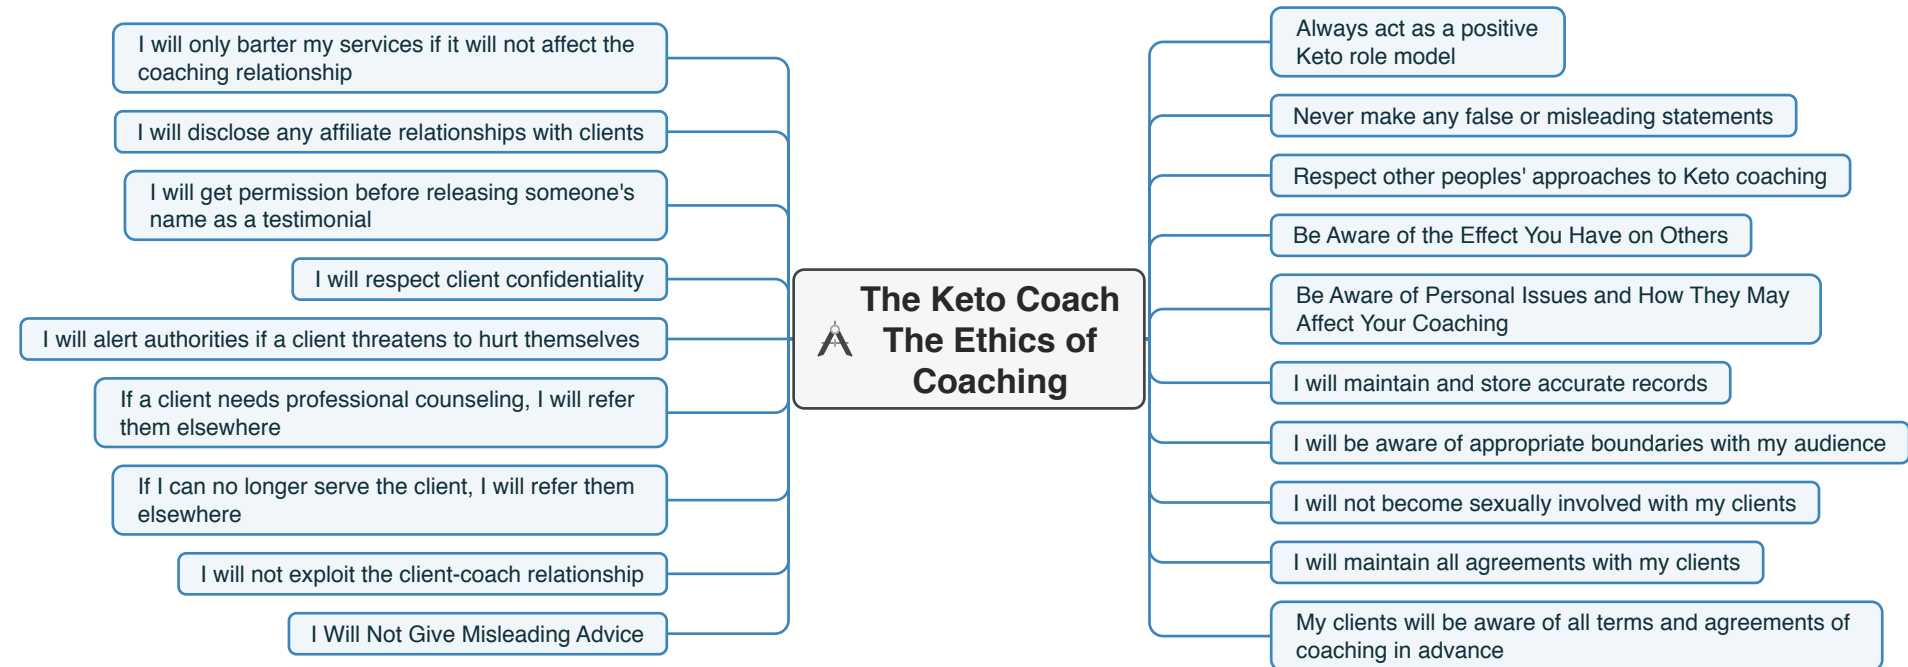 The Keto Coach
The Ethics of
Coaching
Always act as a positive
Keto role model
Never make any false or misleading statements
Respect other peoples' approaches to Keto coaching
Be Aware of the Effect You Have on Others
Be Aware of Personal Issues and How They May
Affect Your Coaching
I will maintain and store accurate records
I will be aware of appropriate boundaries with my audience
I will not become sexually involved with my clients
I will maintain all agreements with my clients
My clients will be aware of all terms and agreements of
coaching in advance
I will only barter my services if it will not affect the
coaching relationship
I will disclose any affiliate relationships with clients
I will get permission before releasing someone's
name as a testimonial
I will respect client confidentiality
I will alert authorities if a client threatens to hurt themselves
If a client needs professional counseling, I will refer
them elsewhere
If I can no longer serve the client, I will refer them
elsewhere
I will not exploit the client-coach relationship
I Will Not Give Misleading Advice